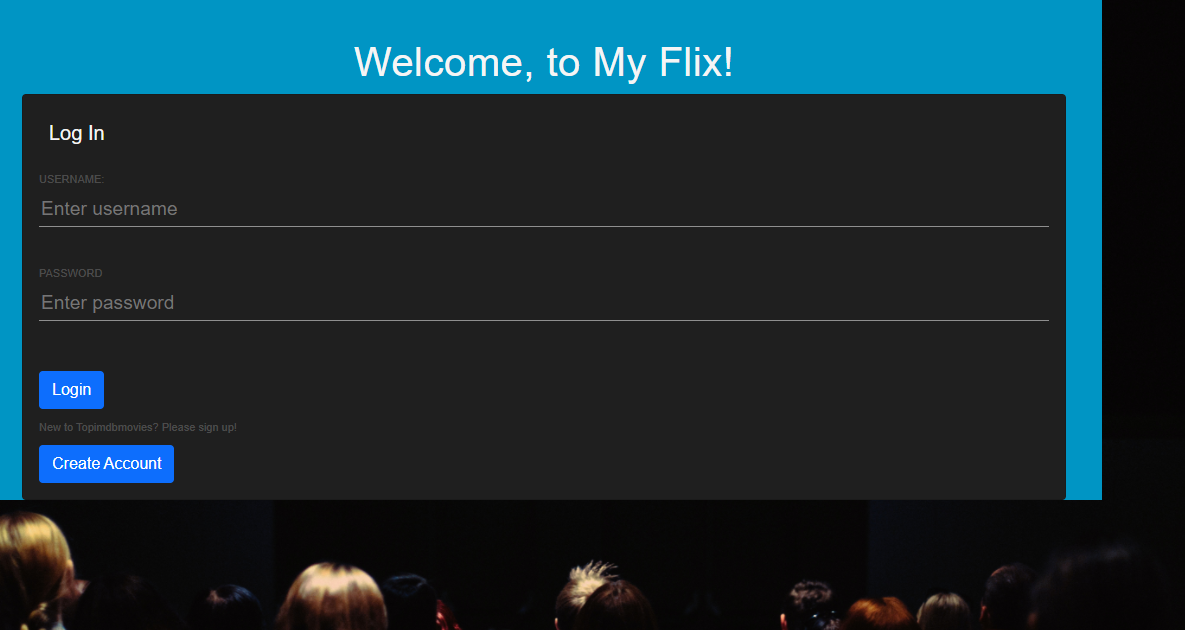 Welcome, to My Flix!
Log In
USERNAME:
Enter username
PASSWORD
Enter password
Login
New to Topimdbmovies? Please sign up!
Create Account